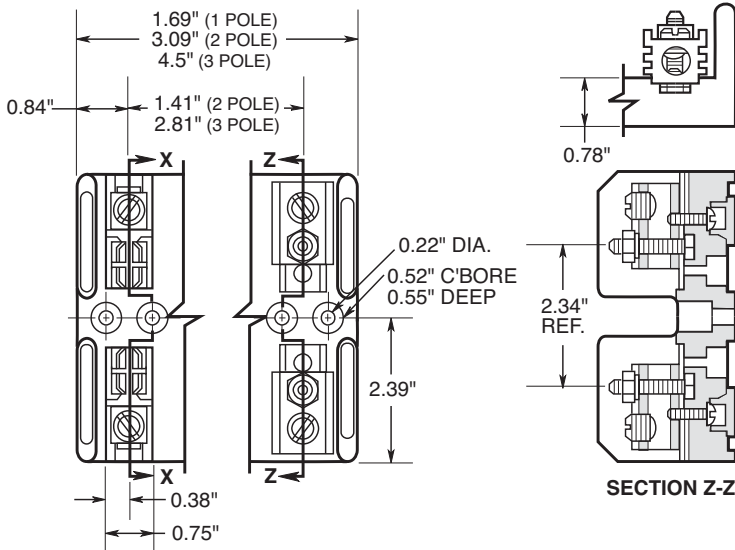 1.69" (1 POLE)
3.09" (2 POLE)
4.5" (3 POLE)
0.84"
1.41" (2 POLE)
2.81" (3 POLE)
0.78"
X
Z
0.22" DIA.
0.52" C'BORE
0.55" DEEP
2.34"
REF.
2.39"
X
Z
0.38"
0.75"
SECTION Z-Z